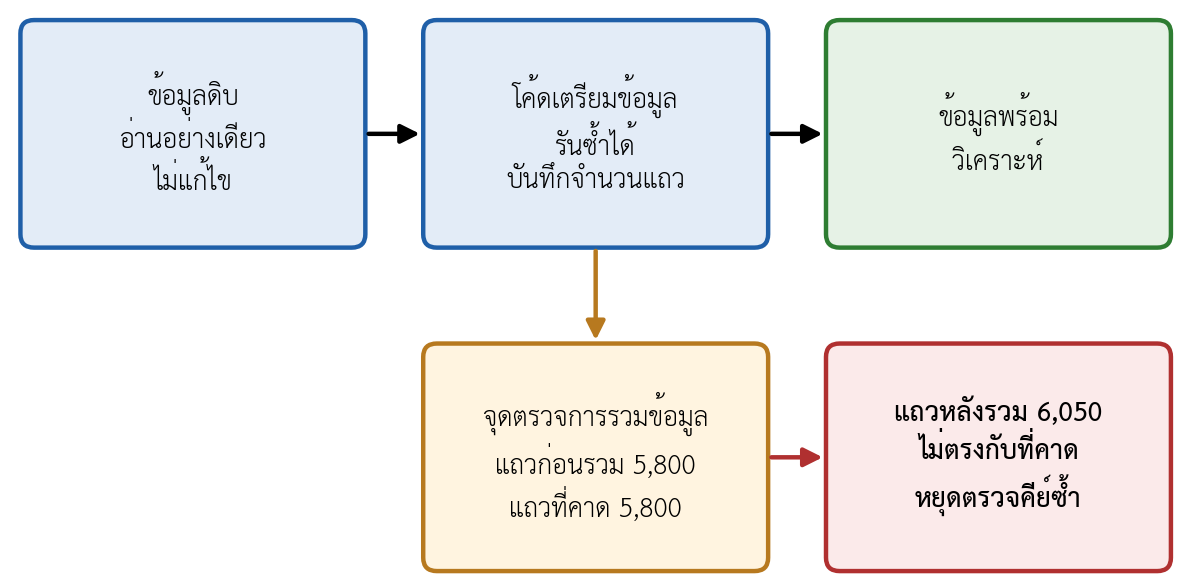 ข้อมูลดิบ
อ่านอย่างเดียว
ไม่แก้ไข
โค้ดเตรียมข้อมูล
รันซ้ำได้
บันทึกจำนวนแถว
ข้อมูลพร้อม
วิเคราะห์
จุดตรวจการรวมข้อมูล
แถวก่อนรวม 5,800
แถวที่คาด 5,800
แถวหลังรวม 6,050
ไม่ตรงกับที่คาด
หยุดตรวจคีย์ซ้ำ